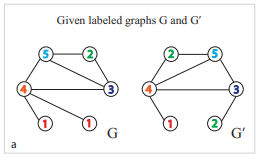 Given labeled graphs G and G′
5 2 2 5
4 3 4 3
1 1 G 1 2 G′
a